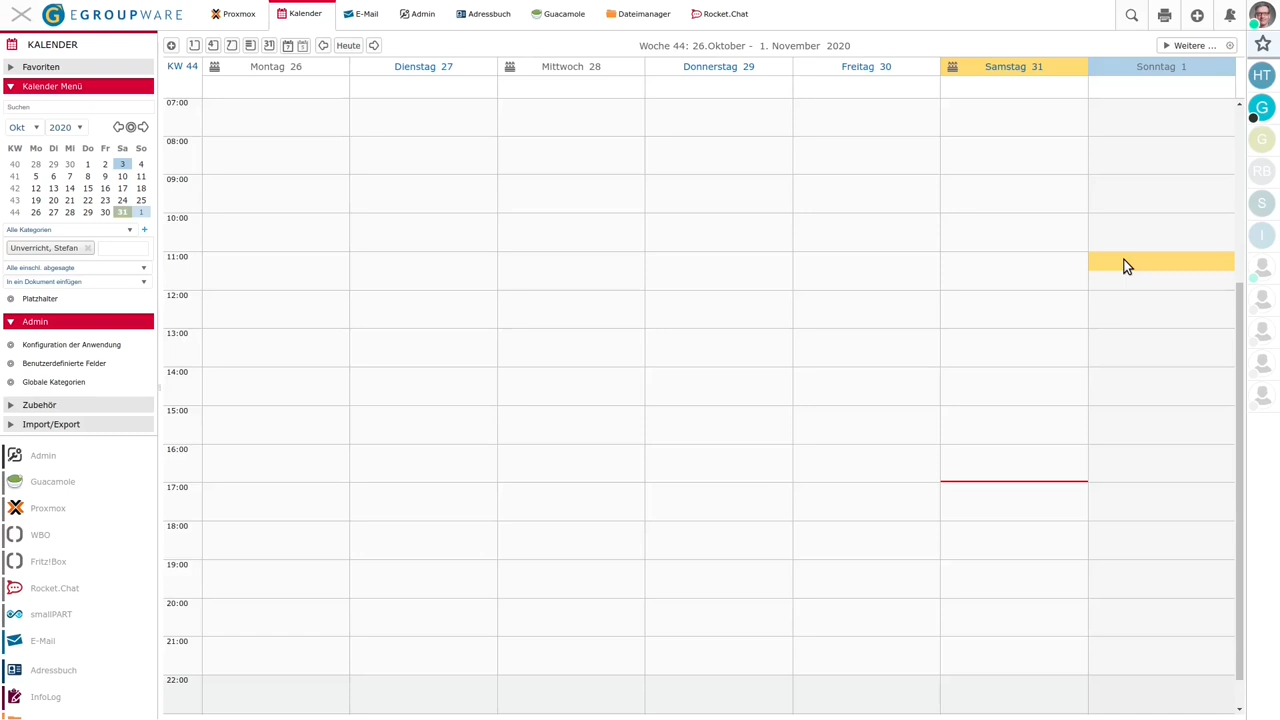 EGROUPWARE
Proxmox
Kalender
E-Mail
Admin
Adressbuch
Guacamole
Dateimanager
Rocket.Chat
KALENDER
Favoriten
Kalender Menü
Suchen
Okt 2020
KW Mo Di Mi Do Fr Sa So
40 28 29 30 1 2 3 4
41 5 6 7 8 9 10 11
42 12 13 14 15 16 17 18
43 19 20 21 22 23 24 25
44 26 27 28 29 30 31 1
Alle Kategorien
Unverricht, Stefan
Alle einschl. abgesagte
In ein Dokument einfügen
Platzhalter
Admin
Konfiguration der Anwendung
Benutzerdefinierte Felder
Globale Kategorien
Zubehör
Import/Export
Admin
Guacamole
Proxmox
WBO
Fritz!Box
Rocket.Chat
smallPART
E-Mail
Adressbuch
InfoLog
Heute
Woche 44: 26.Oktober - 1. November 2020
Weitere ...
KW 44 Montag 26 Dienstag 27 Mittwoch 28 Donnerstag 29 Freitag 30 Samstag 31 Sonntag 1
07:00
08:00
09:00
10:00
11:00
12:00
13:00
14:00
15:00
16:00
17:00
18:00
19:00
20:00
21:00
22:00
HT
G
G
RB
S
I